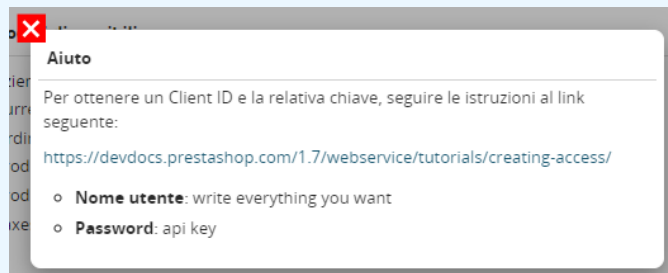 Aiuto
Per ottenere un Client ID e la relativa chiave, seguire le istruzioni al link
seguente:
https://devdocs.prestashop.com/1.7/webservice/tutorials/creating-access/
Nome utente: write everything you want
Password: api key